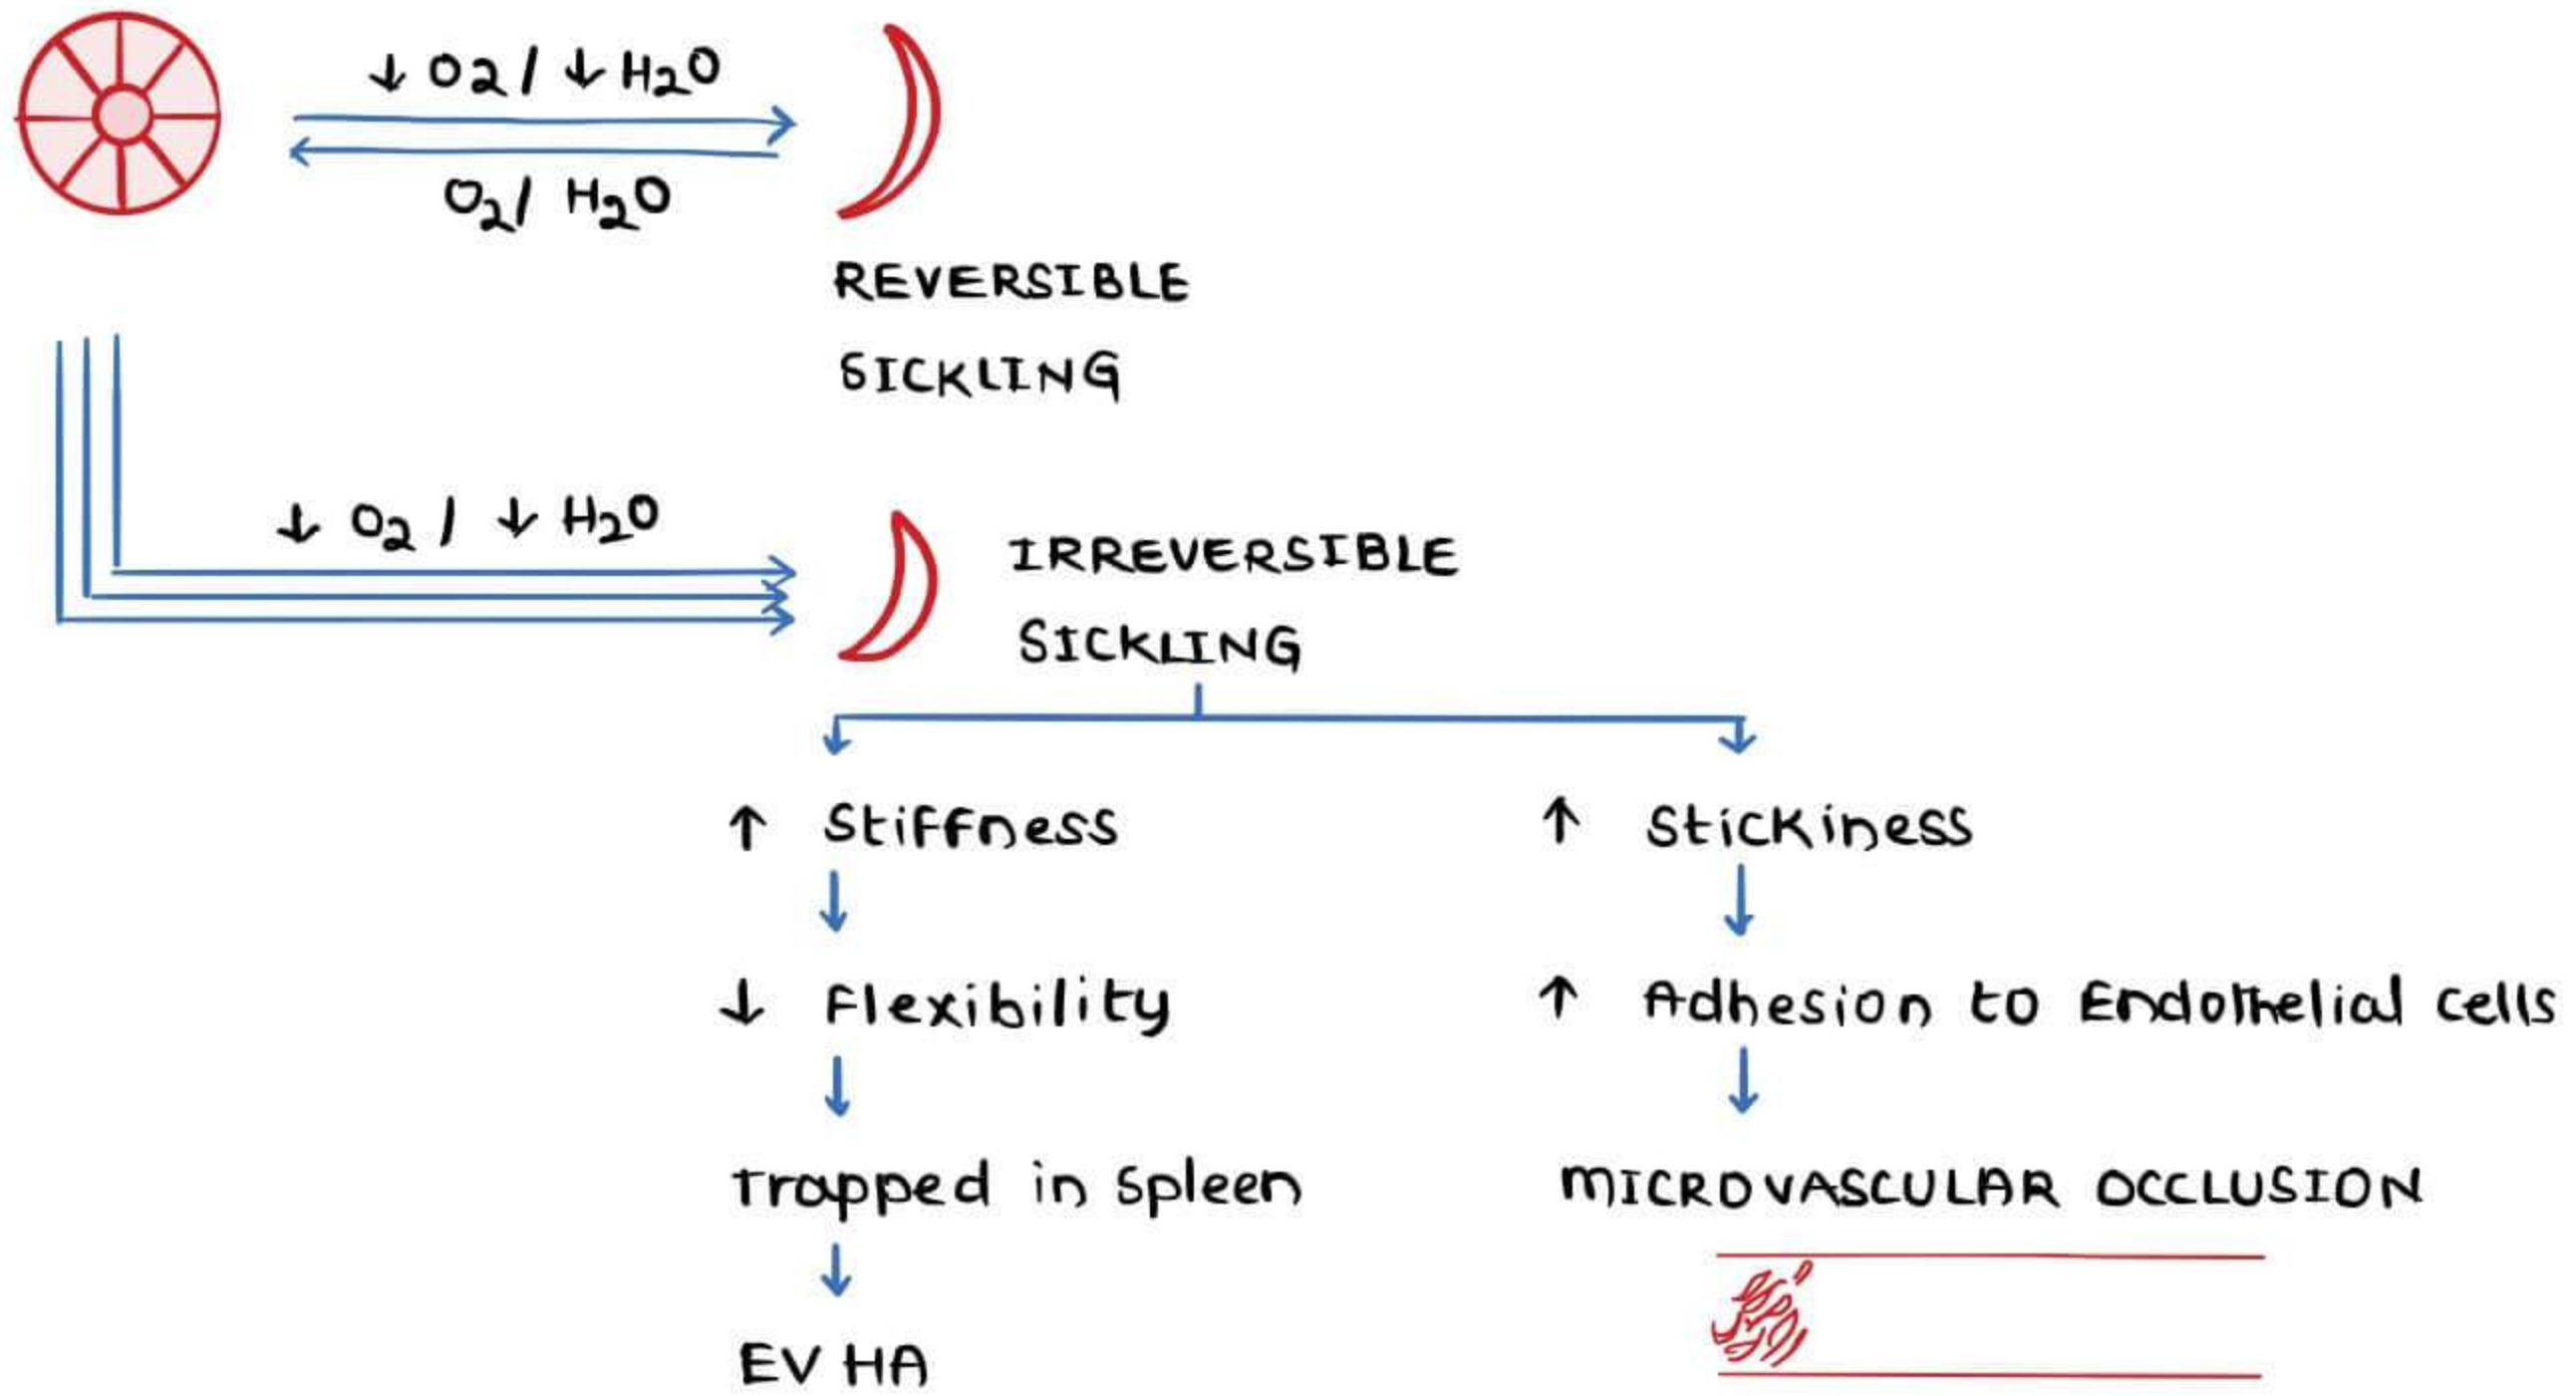 ↓ O2 / ↓ H2O
O2 / H2O
REVERSIBLE
SICKLING
↓ O2 / ↓ H2O
IRREVERSIBLE
SICKLING
↑ Stiffness
↑ Stickiness
↓ Flexibility
↑ Adhesion to Endothelial cells
Trapped in Spleen
MICROVASCULAR OCCLUSION
EV HA